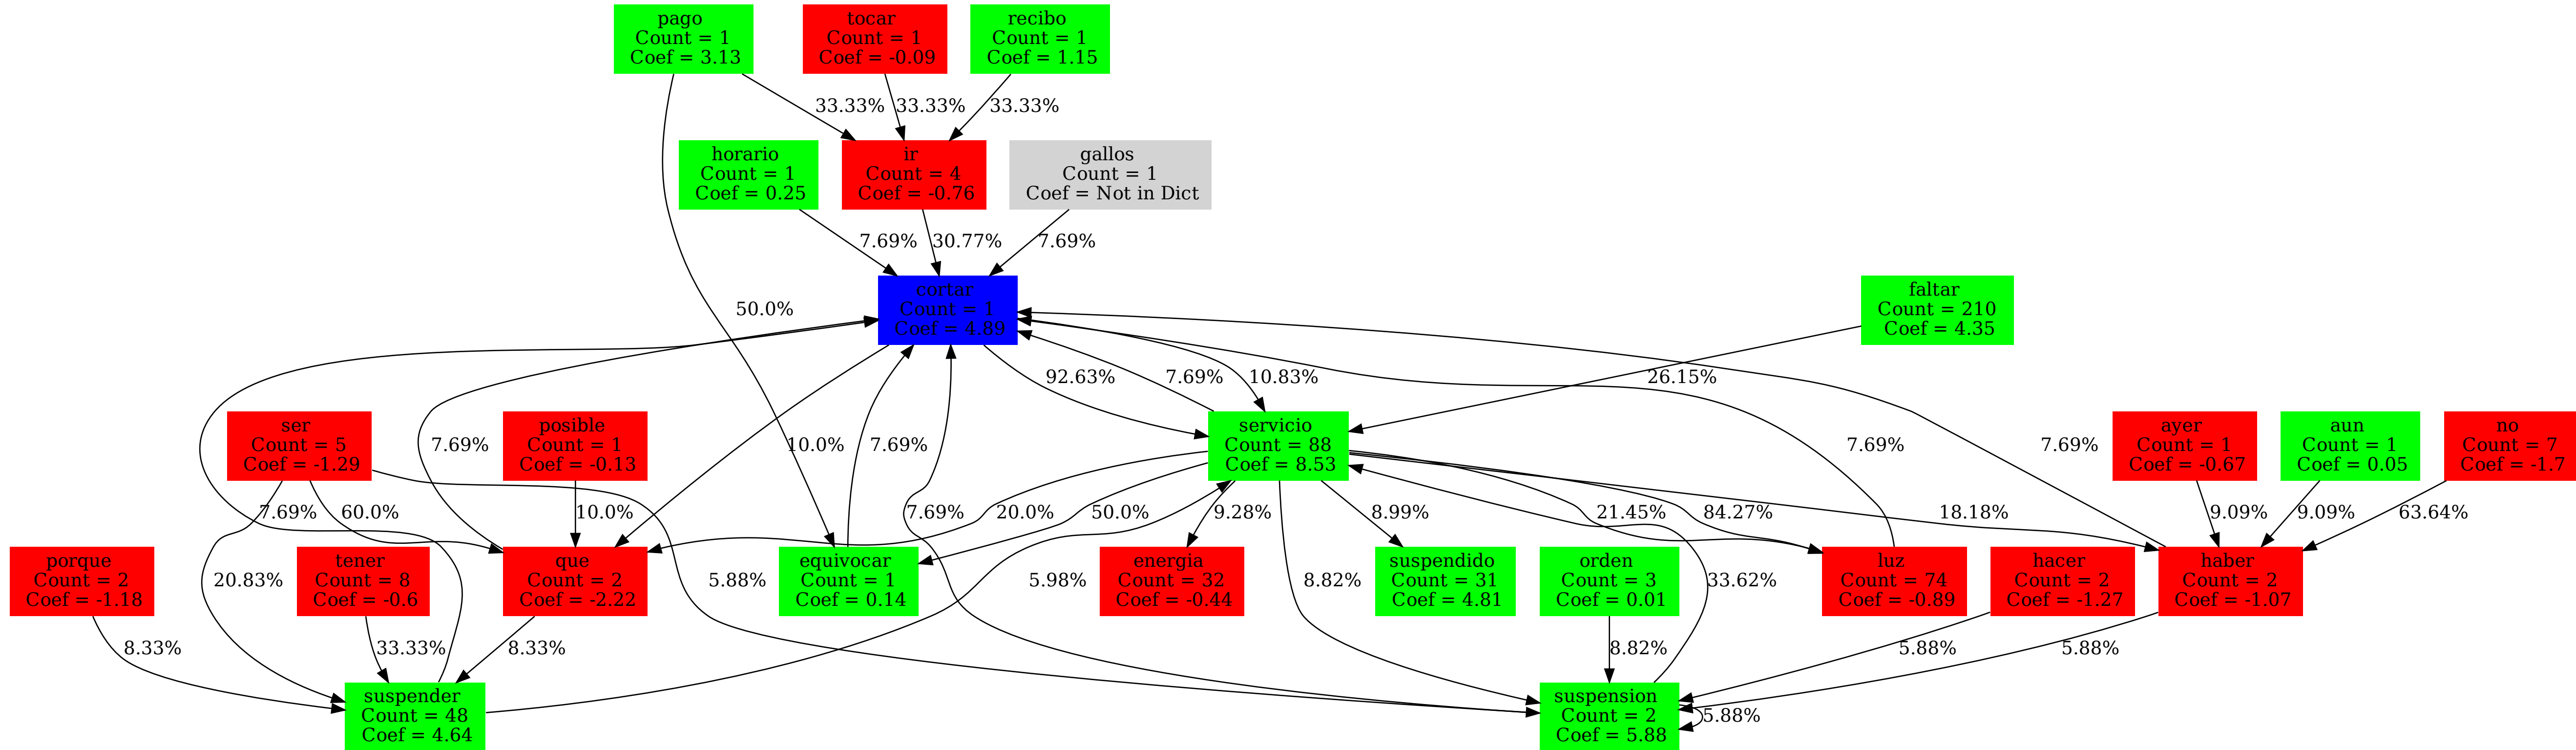 pago
Count = 1
Coef = 3.13
tocar
Count = 1
Coef = -0.09
recibo
Count = 1
Coef = 1.15
33.33%
33.33%
33.33%
horario
Count = 1
Coef = 0.25
ir
Count = 4
Coef = -0.76
gallos
Count = 1
Coef = Not in Dict
7.69%
30.77%
7.69%
cortar
Count = 1
Coef = 4.89
50.0%
faltar
Count = 210
Coef = 4.35
92.63%
7.69%
10.83%
26.15%
ser
Count = 5
Coef = -1.29
7.69%
posible
Count = 1
Coef = -0.13
10.0%
7.69%
servicio
Count = 88
Coef = 8.53
7.69%
7.69%
ayer
Count = 1
Coef = -0.67
aun
Count = 1
Coef = 0.05
no
Count = 7
Coef = -1.7
7.69%
60.0%
10.0%
7.69%
20.0%
50.0%
9.28%
8.99%
21.45%
84.27%
18.18%
9.09%
9.09%
63.64%
porque
Count = 2
Coef = -1.18
20.83%
tener
Count = 8
Coef = -0.6
que
Count = 2
Coef = -2.22
5.88%
equivocar
Count = 1
Coef = 0.14
5.98%
energia
Count = 32
Coef = -0.44
8.82%
suspendido
Count = 31
Coef = 4.81
orden
Count = 3
Coef = 0.01
33.62%
luz
Count = 74
Coef = -0.89
hacer
Count = 2
Coef = -1.27
haber
Count = 2
Coef = -1.07
8.33%
33.33%
8.33%
8.82%
5.88%
5.88%
suspender
Count = 48
Coef = 4.64
suspension
Count = 2
Coef = 5.88
5.88%